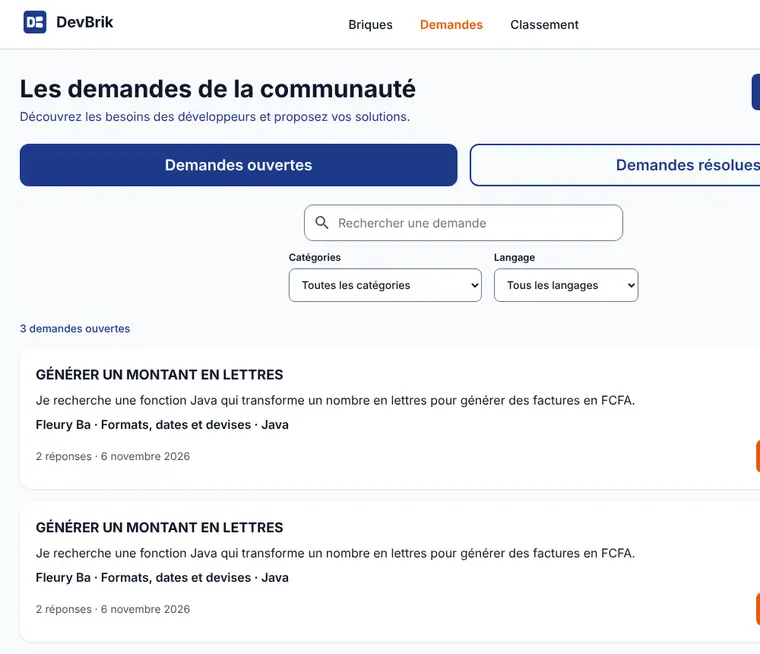 DevBrik
Briques Demandes Classement
Les demandes de la communauté
Découvrez les besoins des développeurs et proposez vos solutions.
Demandes ouvertes
Demandes résolues
Rechercher une demande
Catégories Langage
Toutes les catégories Tous les langages
3 demandes ouvertes
GÉNÉRER UN MONTANT EN LETTRES
Je recherche une fonction Java qui transforme un nombre en lettres pour générer des factures en FCFA.
Fleury Ba · Formats, dates et devises · Java
2 réponses · 6 novembre 2026
GÉNÉRER UN MONTANT EN LETTRES
Je recherche une fonction Java qui transforme un nombre en lettres pour générer des factures en FCFA.
Fleury Ba · Formats, dates et devises · Java
2 réponses · 6 novembre 2026